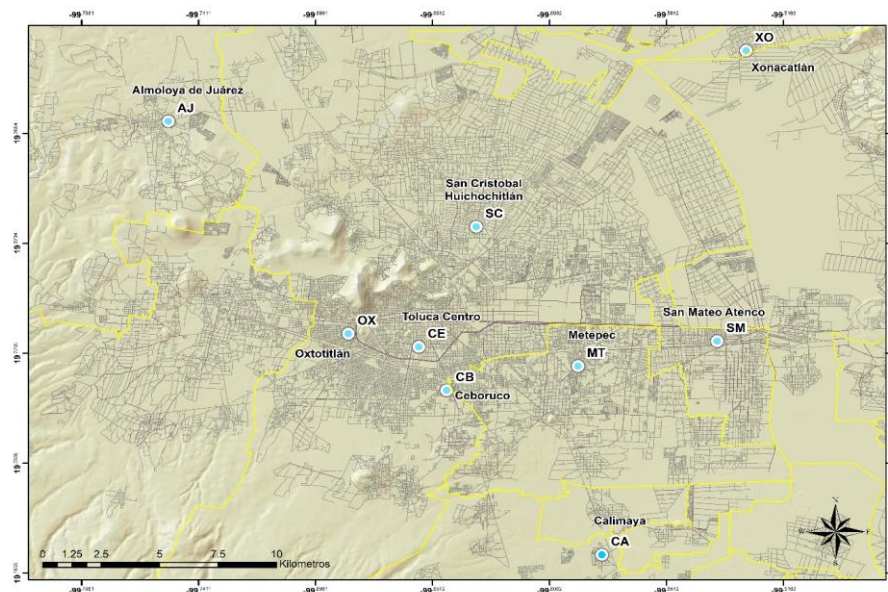 XO
Xonacatlán
Almoloya de Juárez
AJ
San Cristobal
Huichochitlán
SC
San Mateo Atenco
SM
Toluca Centro
OX
CE
Metepec
MT
Oxtotitlán
CB
Ceboruco
Calimaya
CA
N
W
E
S
0 1.25 2.5 5 7.5 10
Kilometros